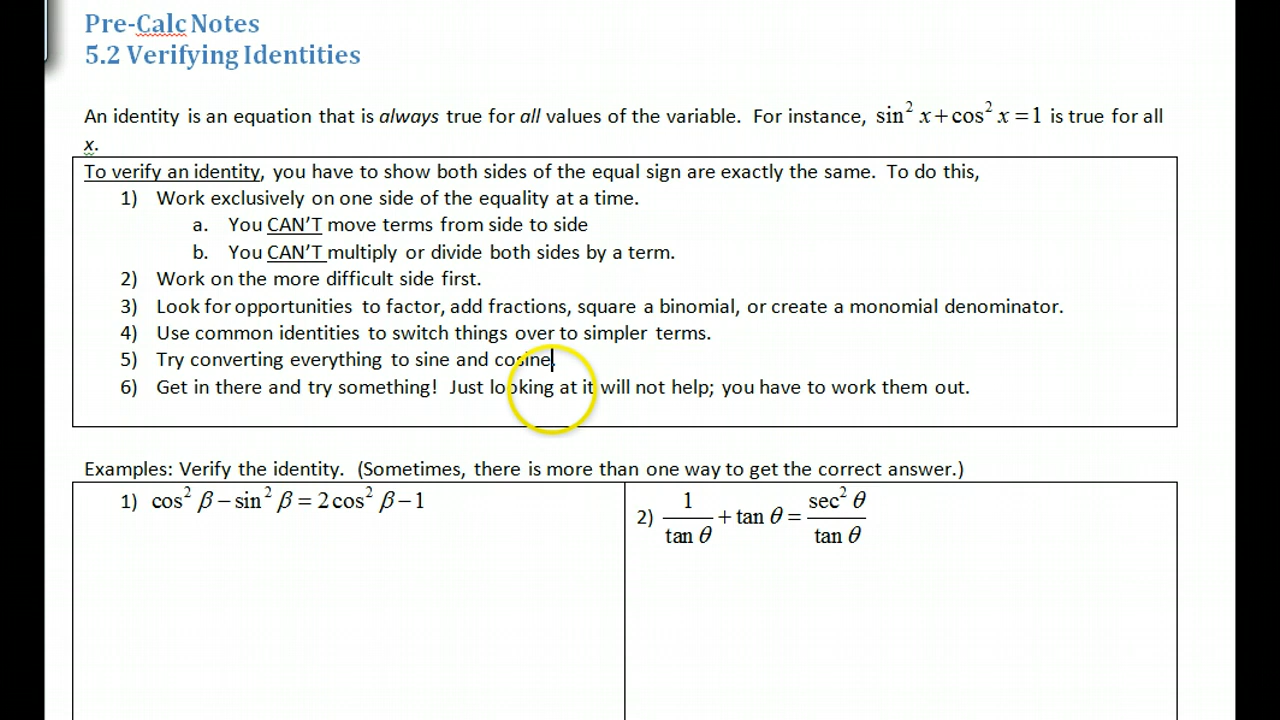 Pre-Calc Notes
5.2 Verifying Identities
An identity is an equation that is always true for all values of the variable. For instance, sin² x + cos² x = 1 is true for all
x.
To verify an identity, you have to show both sides of the equal sign are exactly the same. To do this,
1) Work exclusively on one side of the equality at a time.
a. You CAN'T move terms from side to side
b. You CAN'T multiply or divide both sides by a term.
2) Work on the more difficult side first.
3) Look for opportunities to factor, add fractions, square a binomial, or create a monomial denominator.
4) Use common identities to switch things over to simpler terms.
5) Try converting everything to sine and cosine.
6) Get in there and try something! Just looking at it will not help; you have to work them out.
Examples: Verify the identity. (Sometimes, there is more than one way to get the correct answer.)
1) cos² β − sin² β = 2 cos² β − 1
2) 1/tan θ + tan θ = sec² θ/tan θ